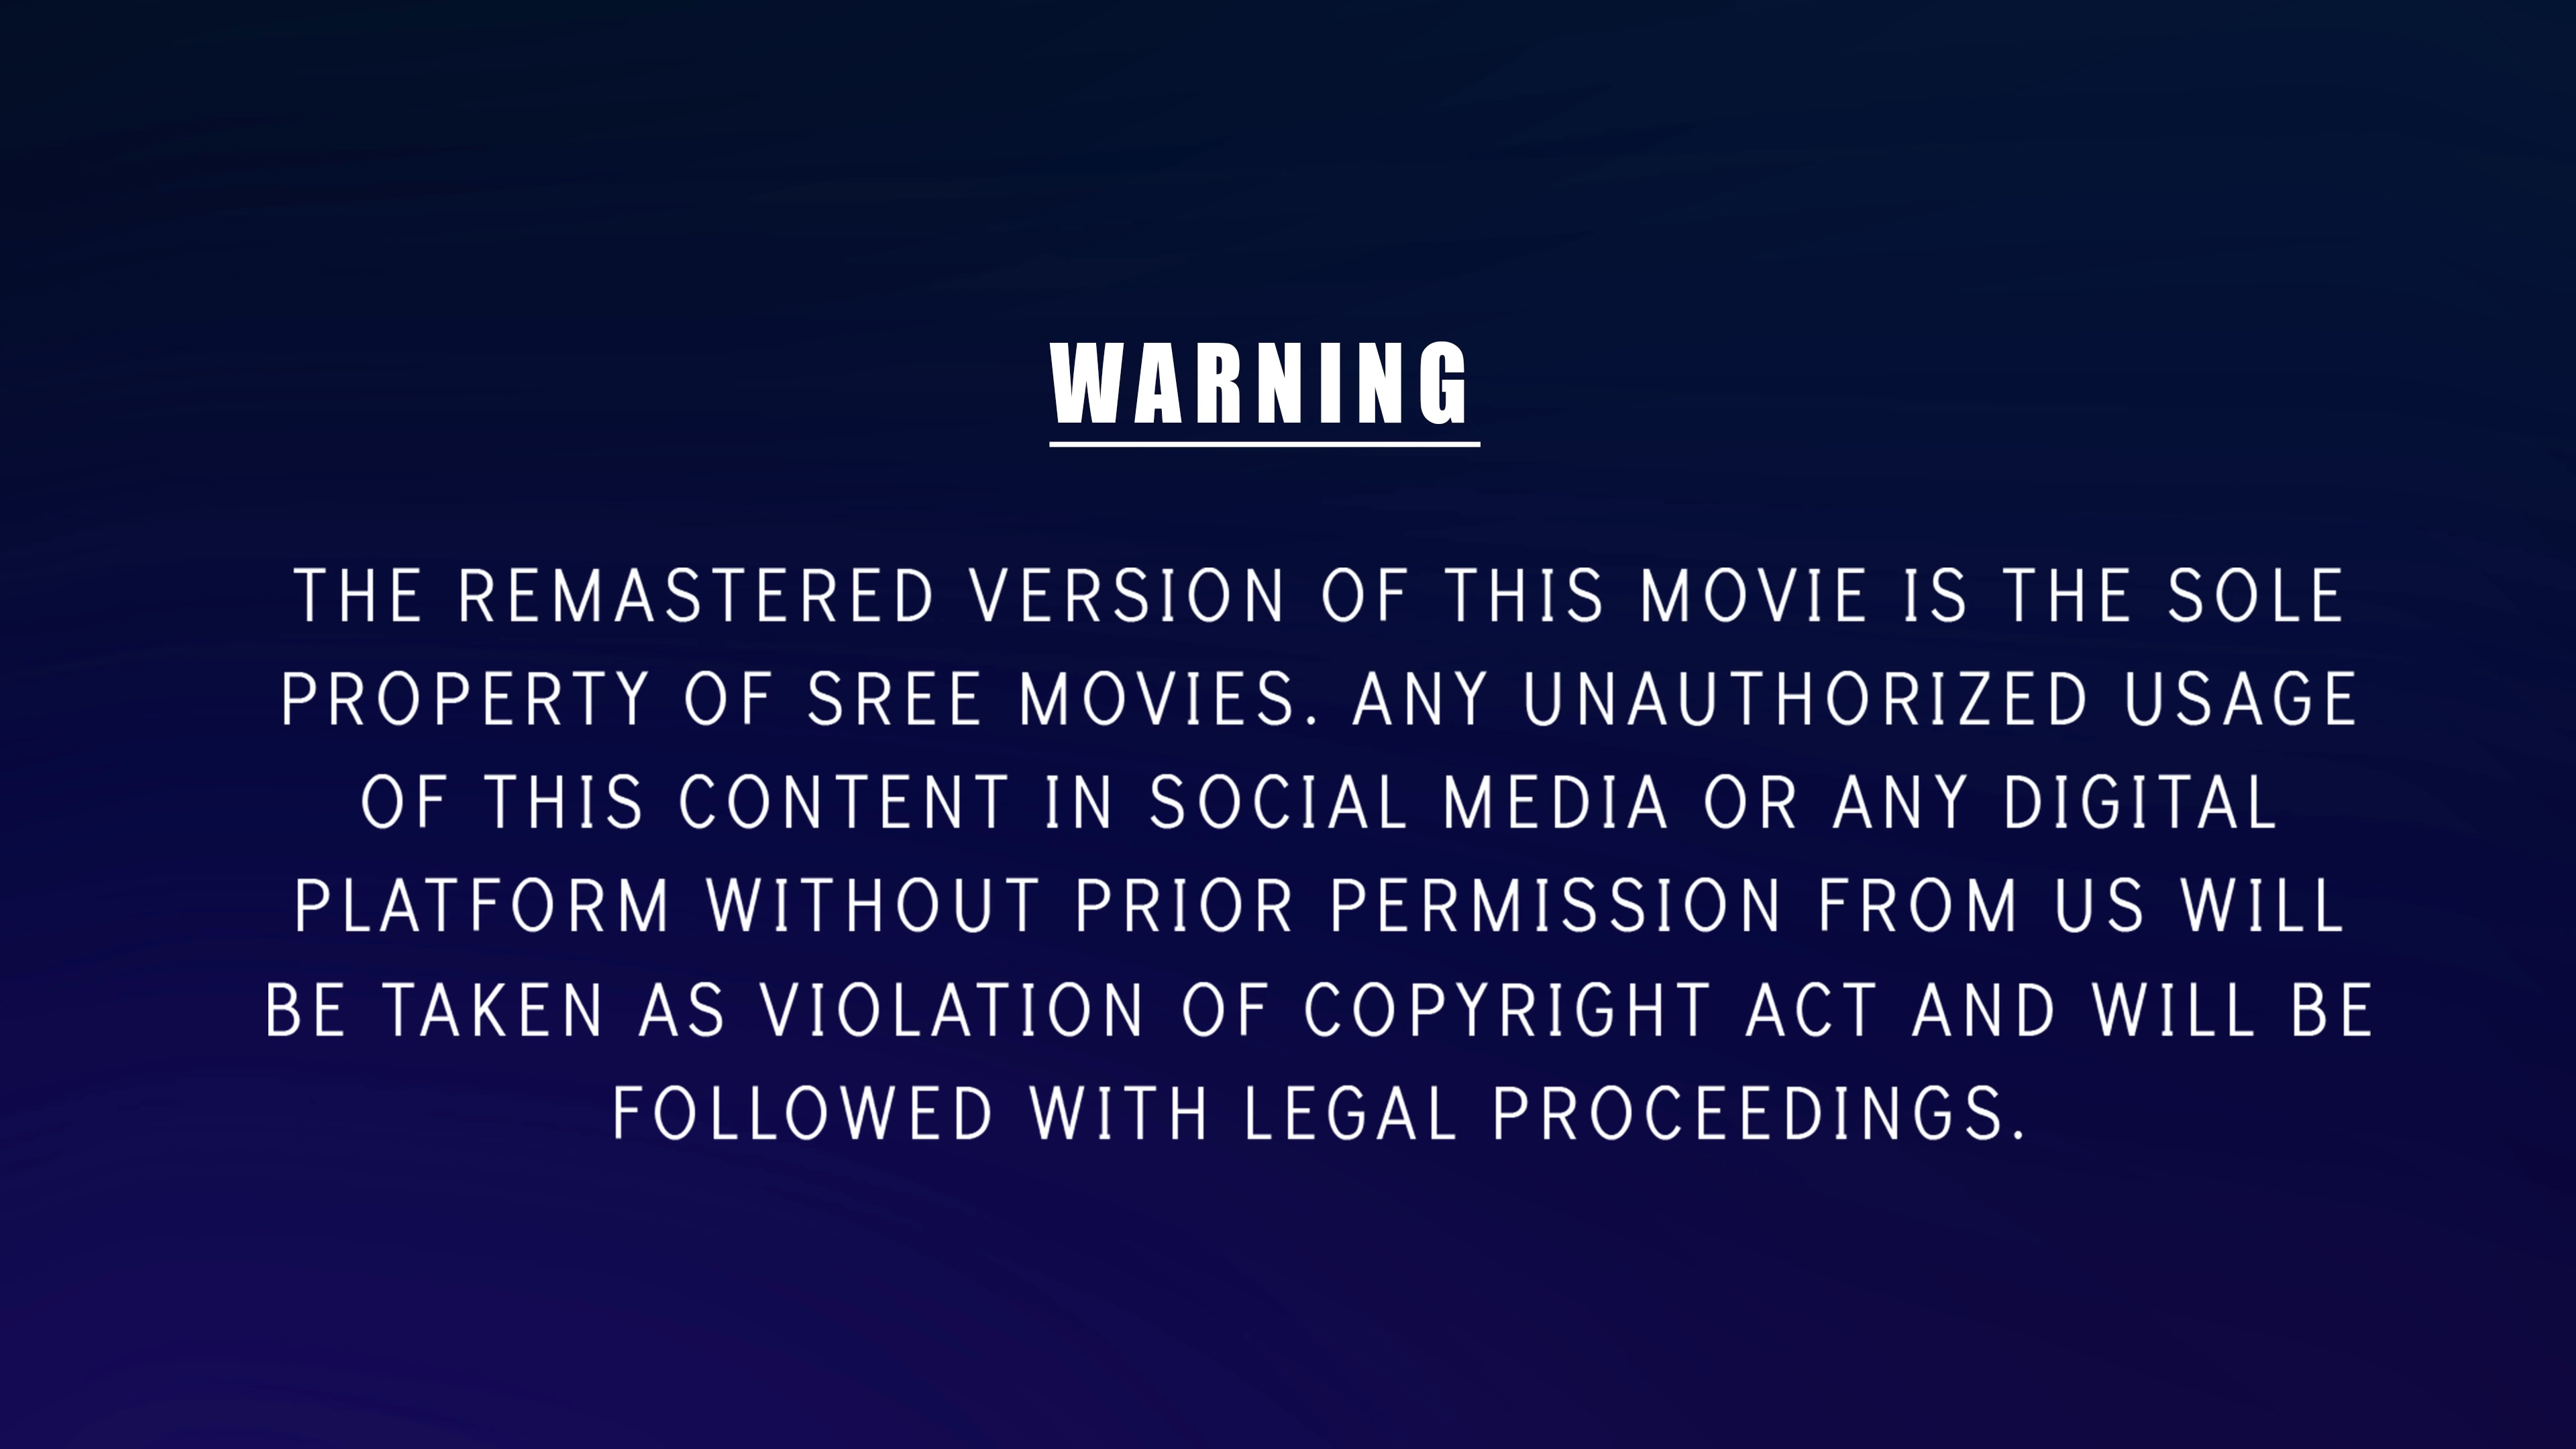 WARNING
THE REMASTERED VERSION OF THIS MOVIE IS THE SOLE
PROPERTY OF SREE MOVIES. ANY UNAUTHORIZED USAGE
OF THIS CONTENT IN SOCIAL MEDIA OR ANY DIGITAL
PLATFORM WITHOUT PRIOR PERMISSION FROM US WILL
BE TAKEN AS VIOLATION OF COPYRIGHT ACT AND WILL BE
FOLLOWED WITH LEGAL PROCEEDINGS.